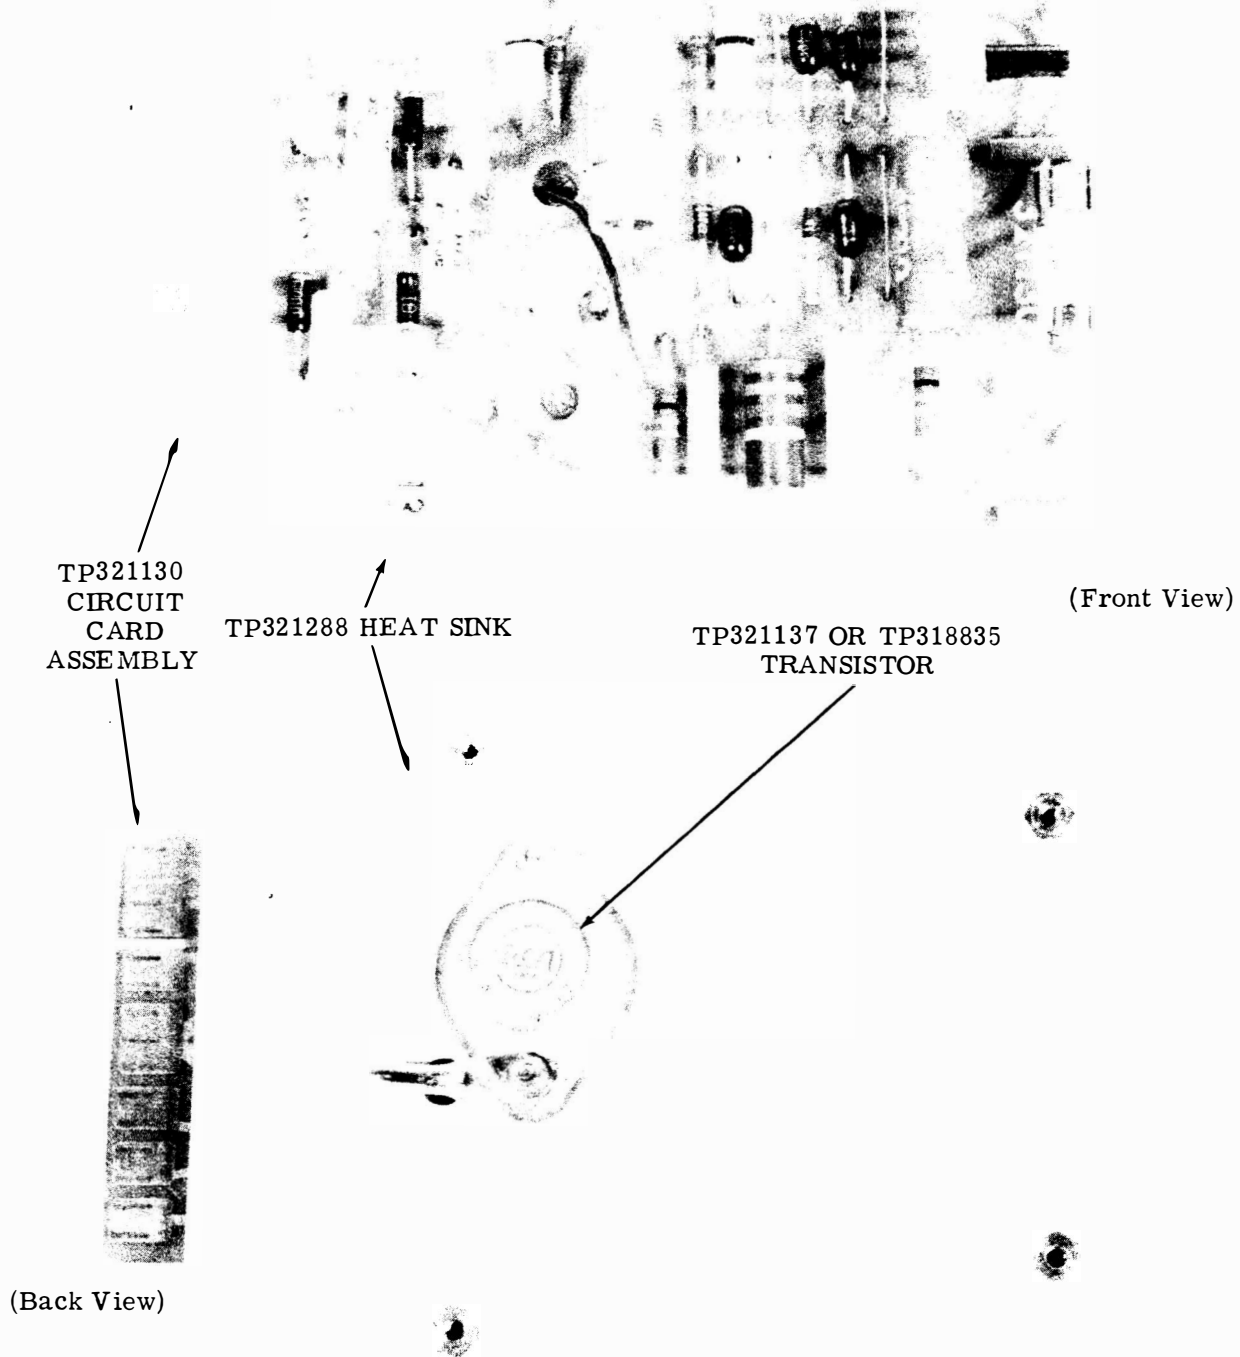 TP321130
CIRCUIT
CARD
ASSEMBLY
TP321288 HEAT SINK
(Front View)
TP321137 OR TP318835
TRANSISTOR
(Back View)